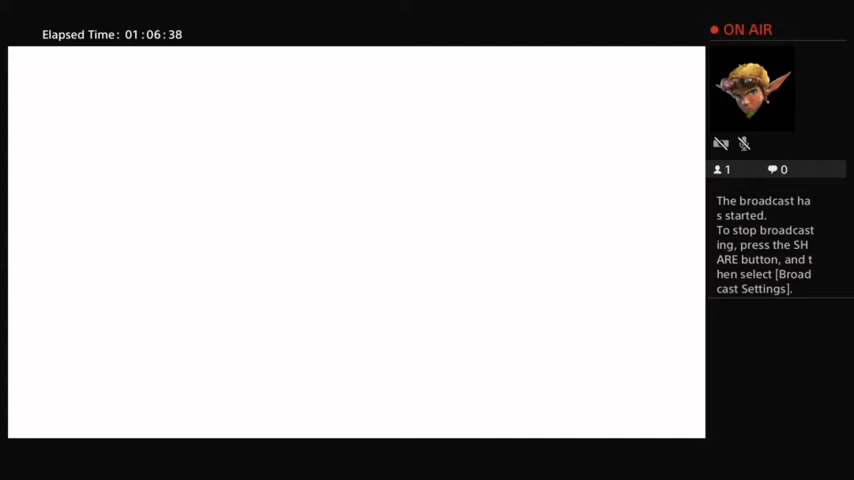 Elapsed Time: 01:06:38
ON AIR
1 0
The broadcast ha
s started.
To stop broadcast
ing, press the SH
ARE button, and t
hen select [Broad
cast Settings].